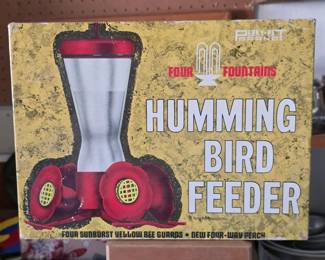 FOUR FOUNTAINS
HUMMING
BIRD
FEEDER
FOUR SUNBURST YELLOW BEE GUARDS • NEW FOUR-WAY PERCH